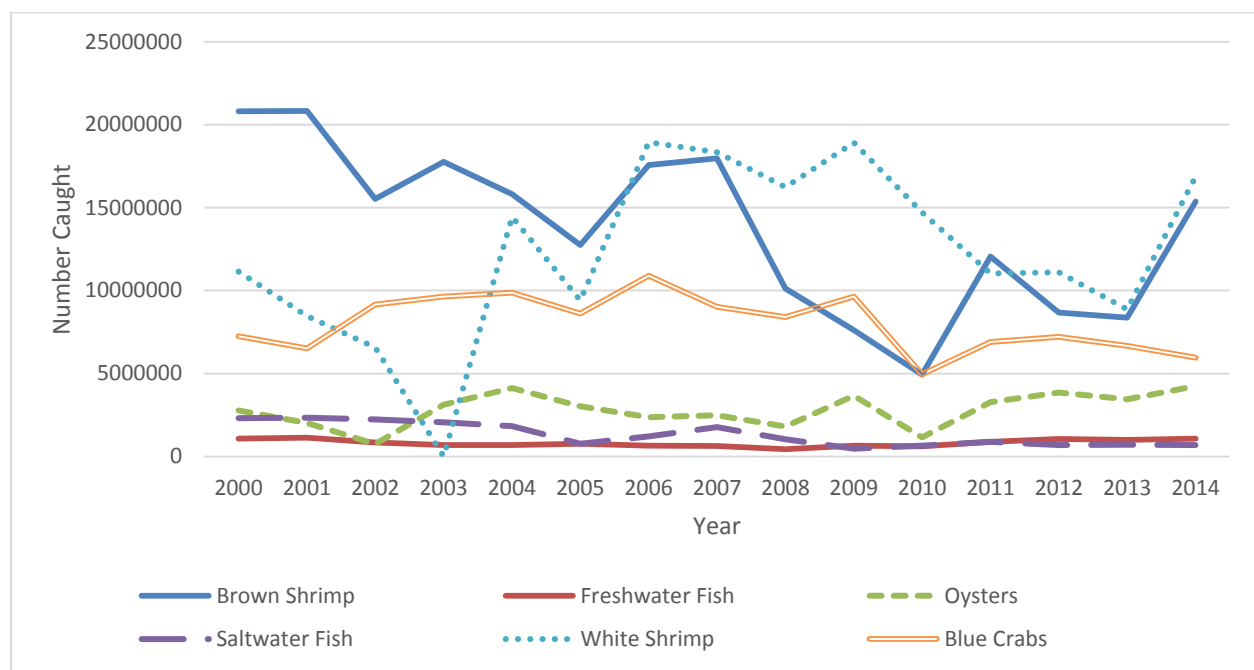 25000000
20000000
15000000
10000000
5000000
0
Number Caught
2000 2001 2002 2003 2004 2005 2006 2007 2008 2009 2010 2011 2012 2013 2014
Year
Brown Shrimp Freshwater Fish Oysters
Saltwater Fish White Shrimp Blue Crabs